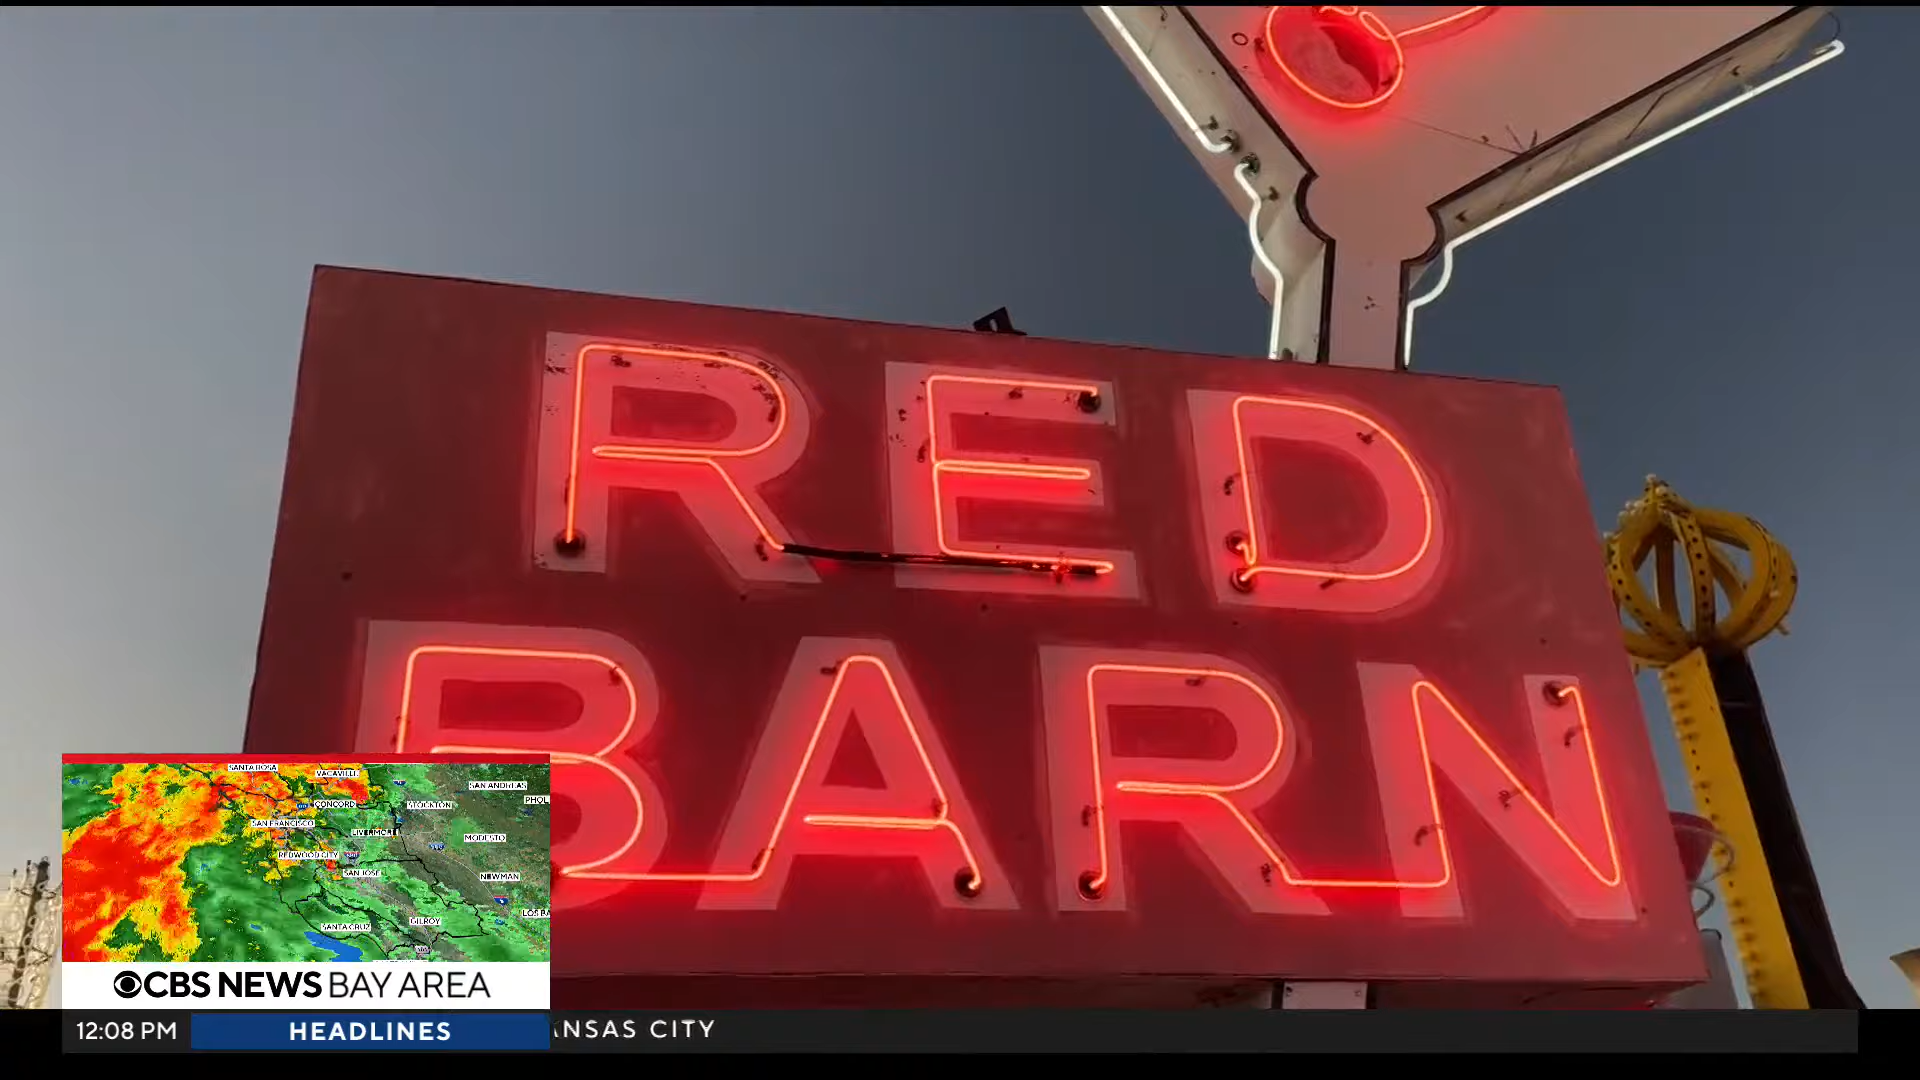 RED
BARN
SANTA ROSA
VACAVILLE
SAN ANDREAS
CONCORD
STOCKTON
SAN FRANCISCO
LIVERMORE
MODESTO
REDWOOD CITY
SAN JOSE
NEWMAN
GILROY
SANTA CRUZ
CBS NEWS BAY AREA
12:08 PM
HEADLINES
NSAS CITY